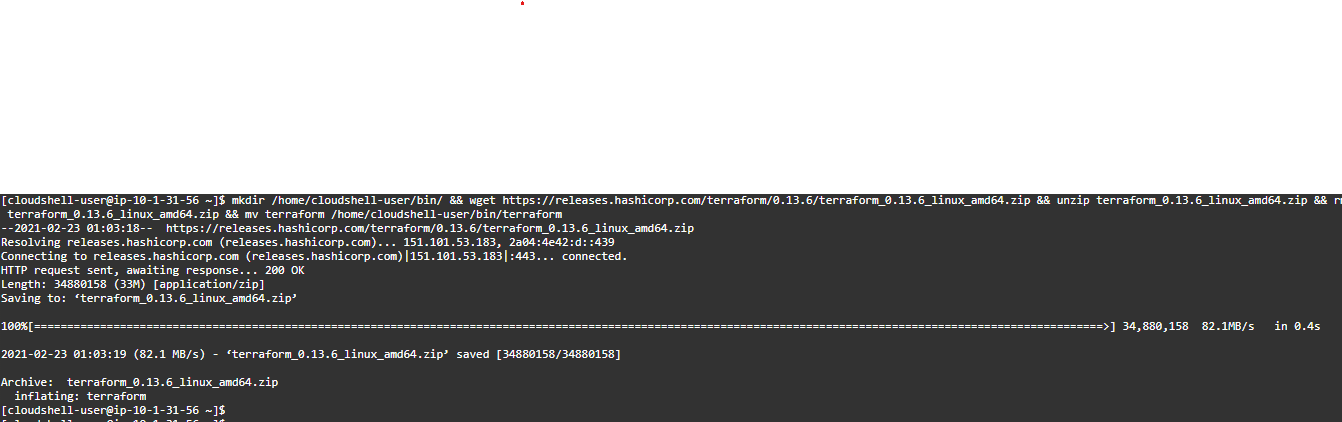 [cloudshell-user@ip-10-1-31-56 ~]$ mkdir /home/cloudshell-user/bin/ && wget https://releases.hashicorp.com/terraform/0.13.6/terraform_0.13.6_linux_amd64.zip && unzip terraform_0.13.6_linux_amd64.zip &&
terraform_0.13.6_linux_amd64.zip && mv terraform /home/cloudshell-user/bin/terraform
--2021-02-23 01:03:18--  https://releases.hashicorp.com/terraform/0.13.6/terraform_0.13.6_linux_amd64.zip
Resolving releases.hashicorp.com (releases.hashicorp.com)... 151.101.53.183, 2a04:4e42:d::439
Connecting to releases.hashicorp.com (releases.hashicorp.com)|151.101.53.183|:443... connected.
HTTP request sent, awaiting response... 200 OK
Length: 34880158 (33M) [application/zip]
Saving to: ‘terraform_0.13.6_linux_amd64.zip’
100%[==================================================================================================================================================================>] 34,880,158  82.1MB/s   in 0.4s
2021-02-23 01:03:19 (82.1 MB/s) - ‘terraform_0.13.6_linux_amd64.zip’ saved [34880158/34880158]
Archive:  terraform_0.13.6_linux_amd64.zip
  inflating: terraform
[cloudshell-user@ip-10-1-31-56 ~]$